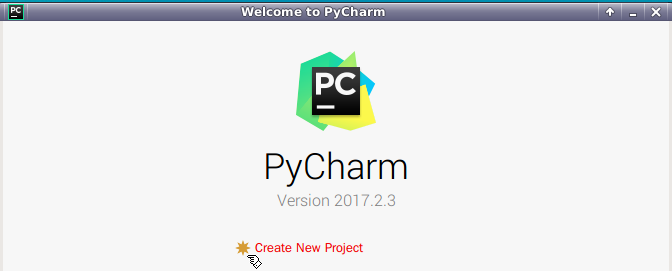 PC
Welcome to PyCharm
PC
PyCharm
Version 2017.2.3
Create New Project